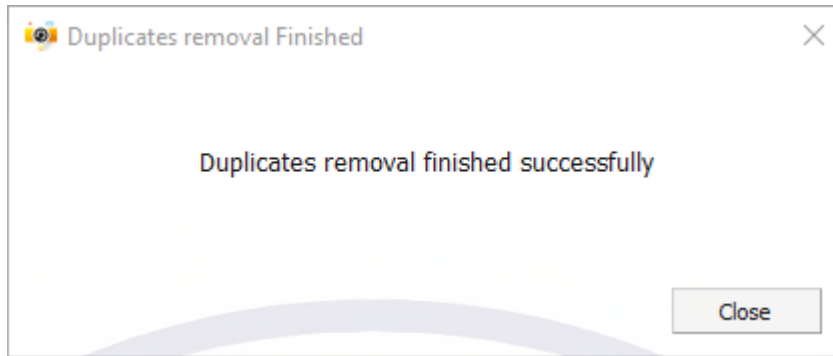 Duplicates removal Finished
Duplicates removal finished successfully
Close